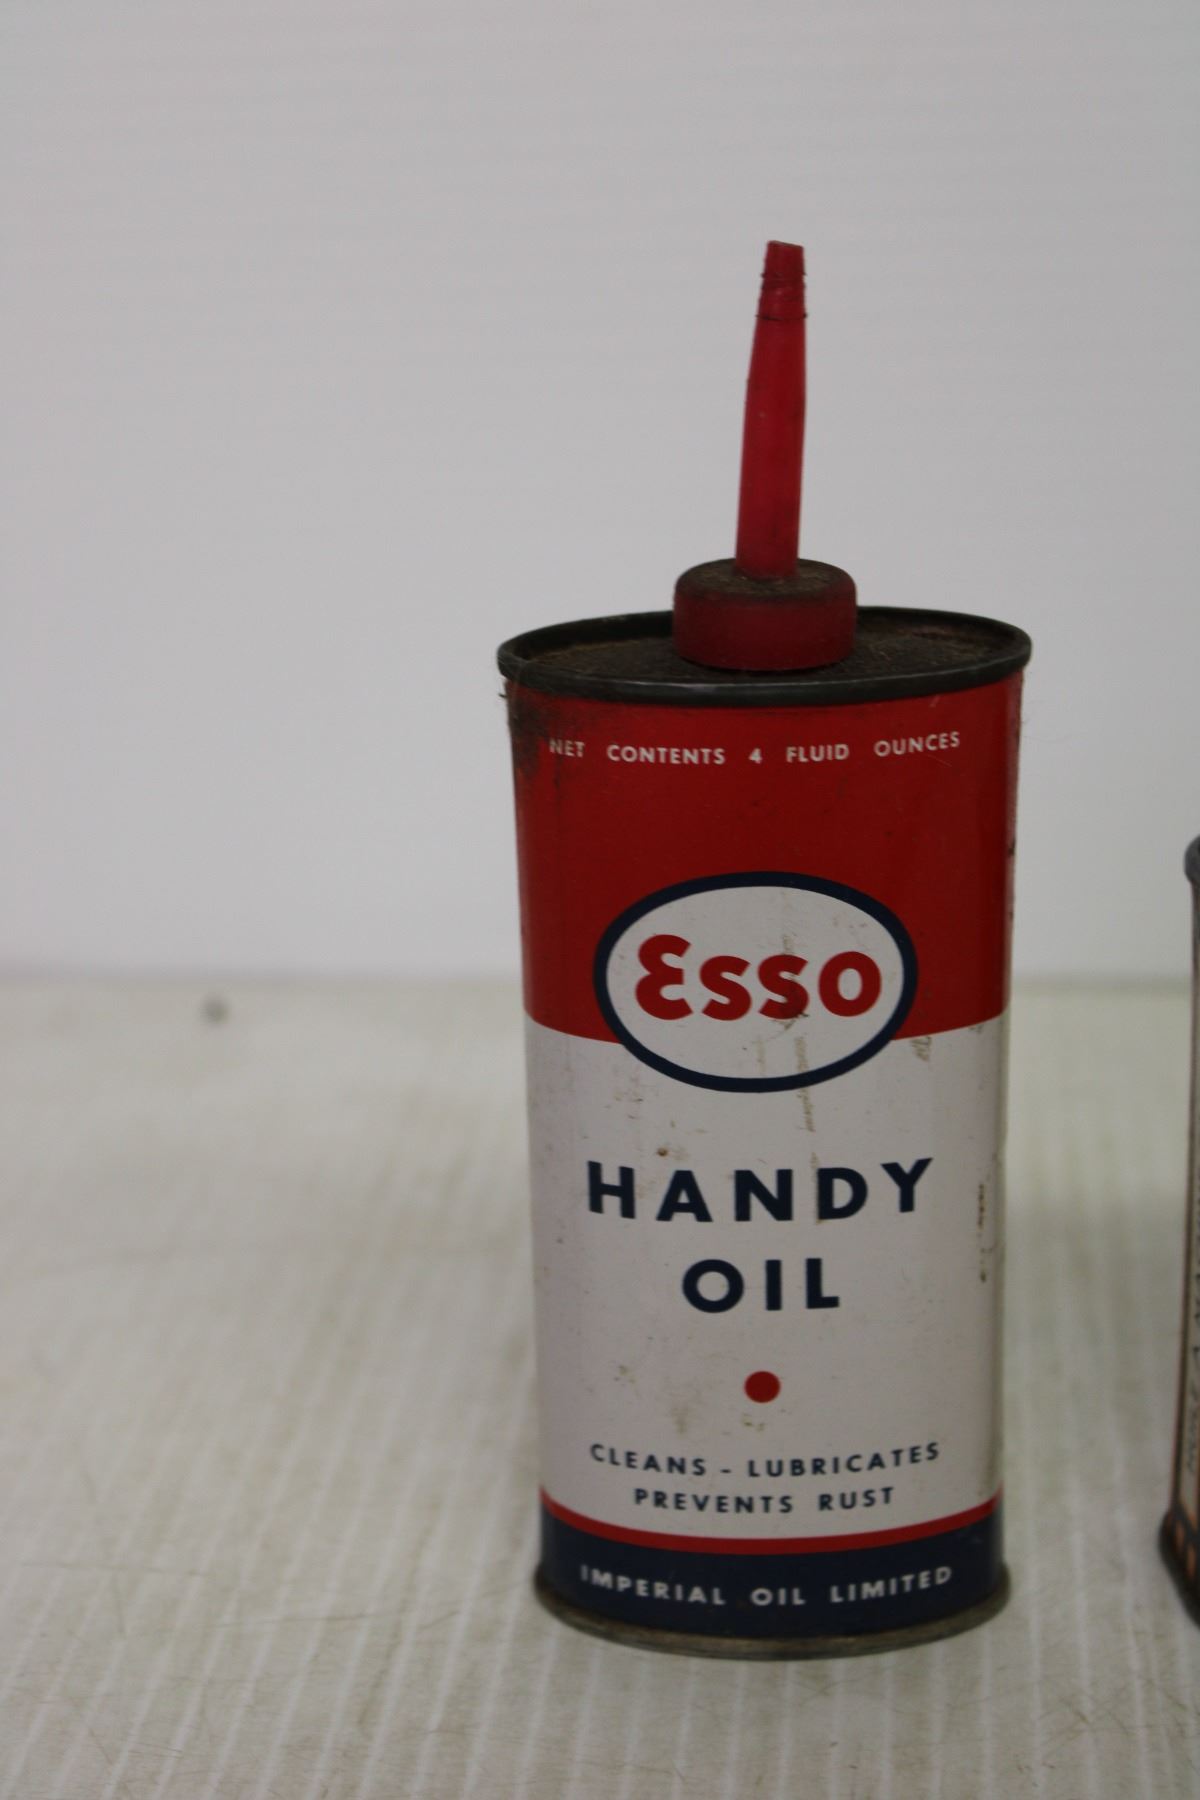 NET CONTENTS 4 FLUID OUNCES
Esso
HANDY
OIL
CLEANS - LUBRICATES
PREVENTS RUST
IMPERIAL OIL LIMITED